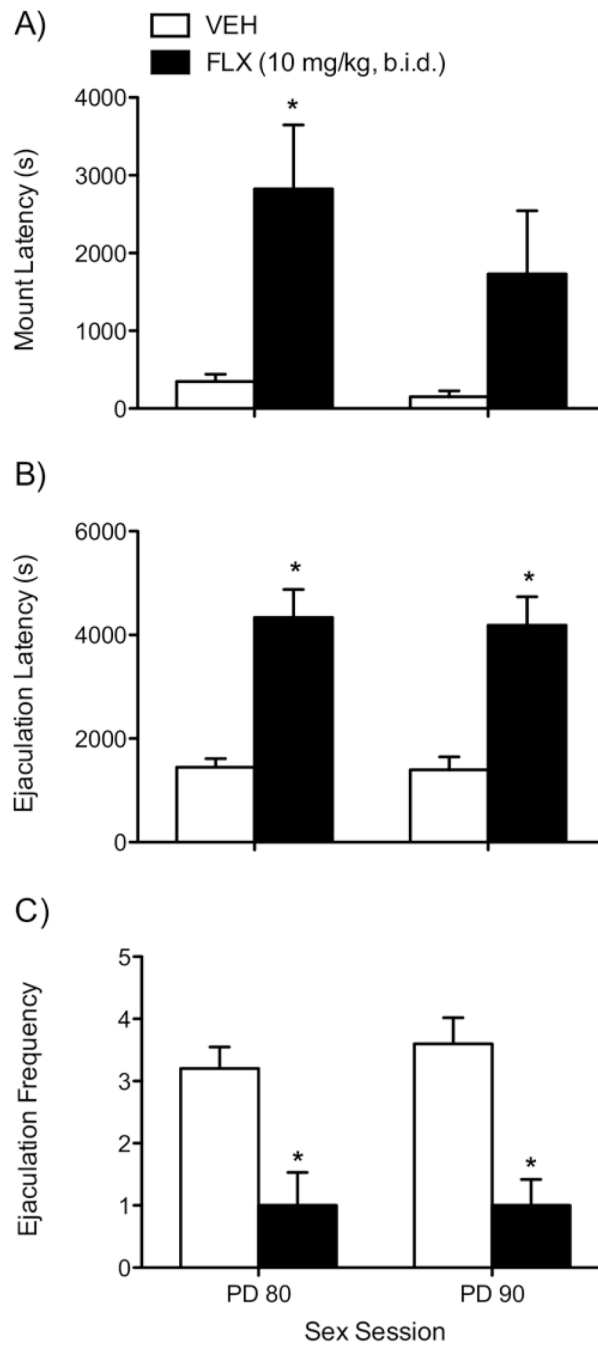 A)
VEH
FLX (10 mg/kg, b.i.d.)
Mount Latency (s)
4000
3000
2000
1000
0
*
B)
Ejaculation Latency (s)
6000
4000
2000
0
*
*
C)
Ejaculation Frequency
5
4
3
2
1
0
*
*
PD 80 PD 90
Sex Session